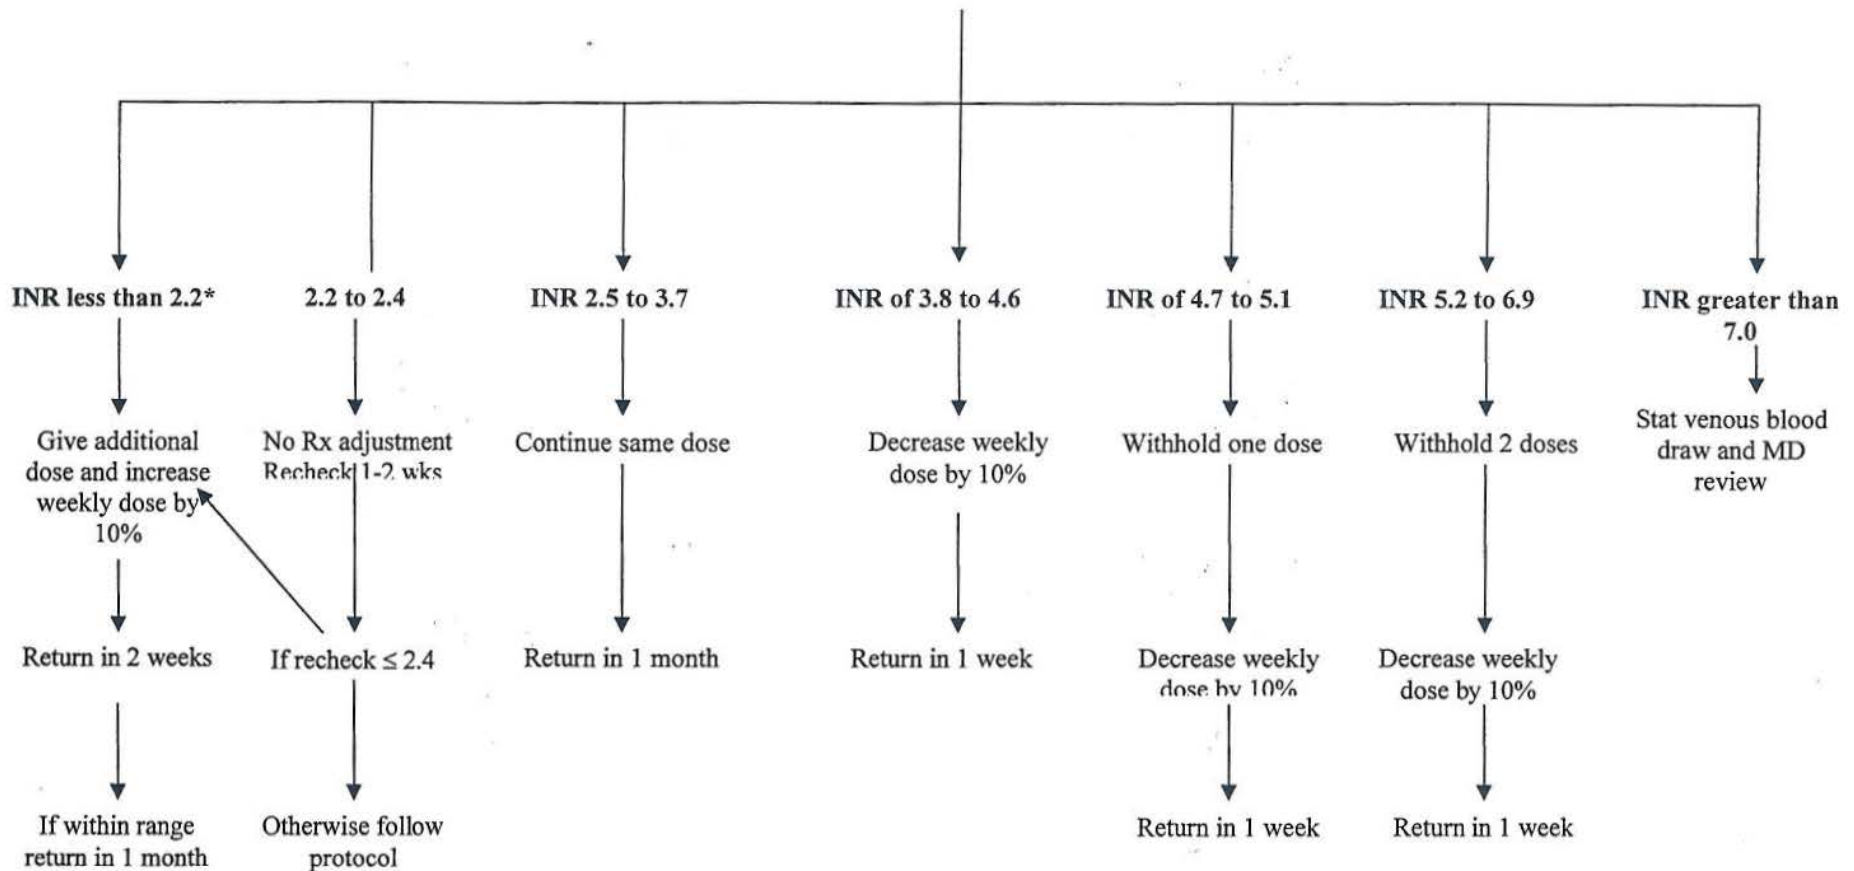 INR less than 2.2*
Give additional
dose and increase
weekly dose by
10%
Return in 2 weeks
If within range
return in 1 month
2.2 to 2.4
No Rx adjustment
Recheck 1-2 wks
If recheck ≤ 2.4
Otherwise follow
protocol
INR 2.5 to 3.7
Continue same dose
Return in 1 month
INR of 3.8 to 4.6
Decrease weekly
dose by 10%
Return in 1 week
INR of 4.7 to 5.1
Withhold one dose
Decrease weekly
dose by 10%
Return in 1 week
INR 5.2 to 6.9
Withhold 2 doses
Decrease weekly
dose by 10%
Return in 1 week
INR greater than
7.0
Stat venous blood
draw and MD
review